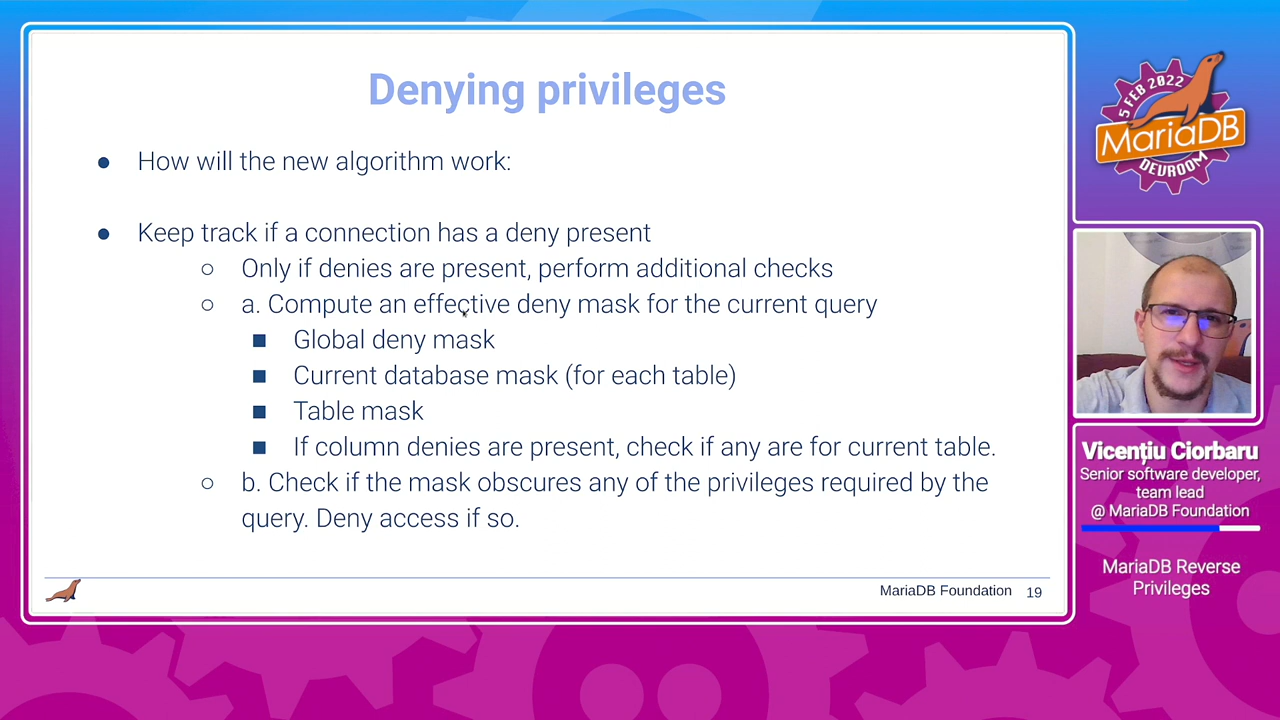 Denying privileges
● How will the new algorithm work:
● Keep track if a connection has a deny present
○ Only if denies are present, perform additional checks
○ a. Compute an effective deny mask for the current query
■ Global deny mask
■ Current database mask (for each table)
■ Table mask
■ If column denies are present, check if any are for current table.
○ b. Check if the mask obscures any of the privileges required by the
query. Deny access if so.
MariaDB Foundation 19
5 FEB 2022
MariaDB
DEVROOM
Vicențiu Ciorbaru
Senior software developer,
team lead
@ MariaDB Foundation
MariaDB Reverse
Privileges